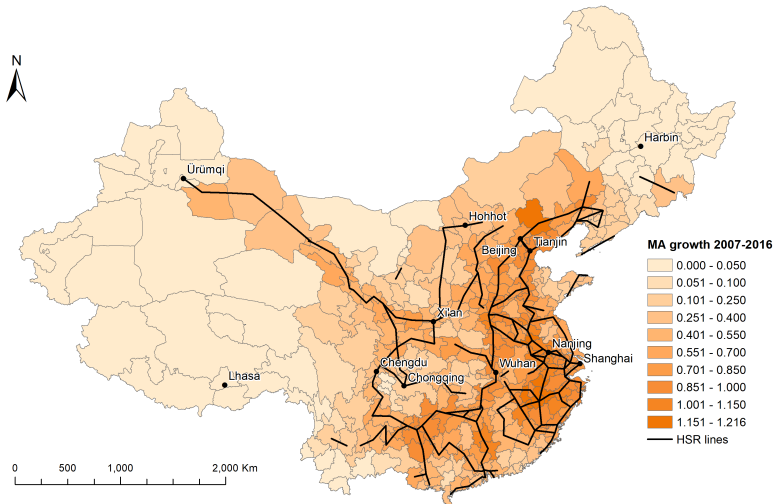 N
Harbin
Ürümqi
Hohhot
Beijing
Tianjin
Xi'an
Nanjing
Shanghai
Chengdu
Wuhan
Chongqing
Lhasa
MA growth 2007-2016
0.000 - 0.050
0.051 - 0.100
0.101 - 0.250
0.251 - 0.400
0.401 - 0.550
0.551 - 0.700
0.701 - 0.850
0.851 - 1.000
1.001 - 1.150
1.151 - 1.216
HSR lines
0 500 1,000 2,000 Km